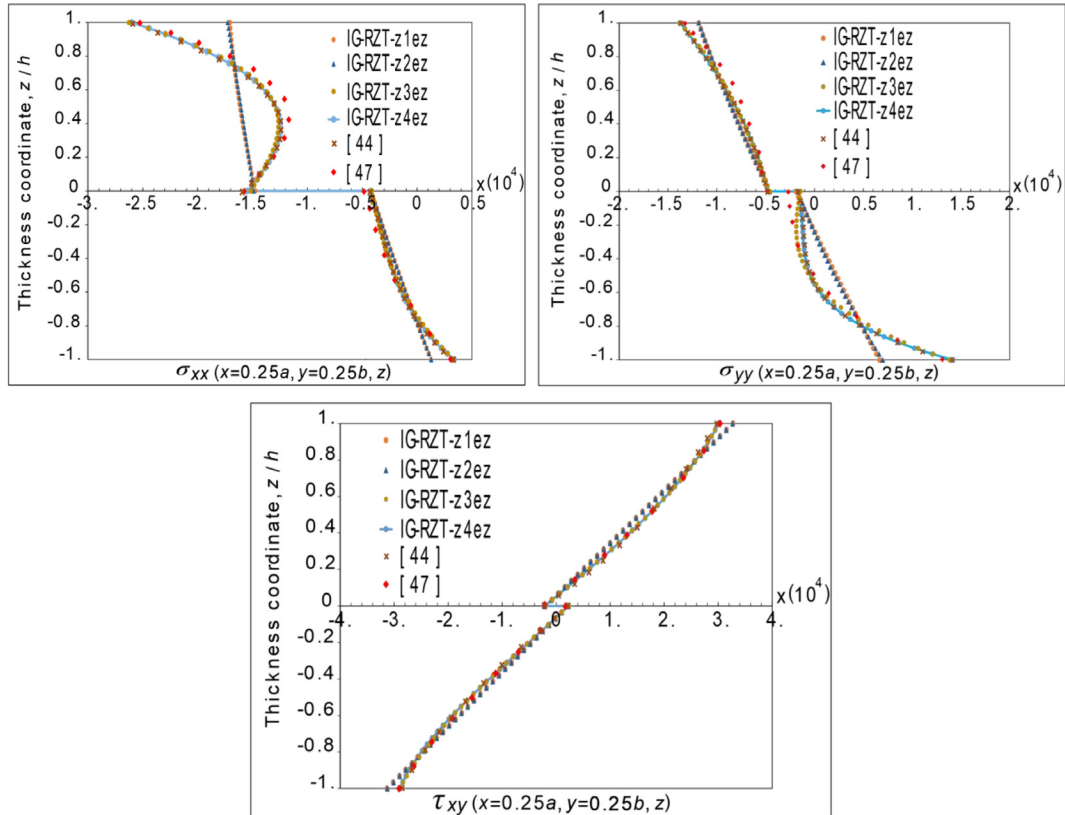 Thickness coordinate, z / h
1.
0.8
0.6
0.4
0.2
0
-0.2
-0.4
-0.6
-0.8
-1.
IG-RZT-z1ez
IG-RZT-z2ez
IG-RZT-z3ez
IG-RZT-z4ez
[ 44 ]
[ 47 ]
x(10⁴)
-3 -2.5 -2. -1.5 -1. -0.5 0 0.5
σxx (x=0.25a, y=0.25b, z)
Thickness coordinate, z / h
1.
0.8
0.6
0.4
0.2
0
-0.2
-0.4
-0.6
-0.8
-1.
IG-RZT-z1ez
IG-RZT-z2ez
IG-RZT-z3ez
IG-RZT-z4ez
[ 44 ]
[ 47 ]
x(10⁴)
-2. -1.5 -1. -0.5 0 0.5 1. 1.5 2.
σyy (x=0.25a, y=0.25b, z)
Thickness coordinate, z / h
1.
0.8
0.6
0.4
0.2
0
-0.2
-0.4
-0.6
-0.8
-1.
IG-RZT-z1ez
IG-RZT-z2ez
IG-RZT-z3ez
IG-RZT-z4ez
[ 44 ]
[ 47 ]
x(10⁴)
-4. -3. -2. -1. 0 1. 2. 3. 4.
τxy (x=0.25a, y=0.25b, z)